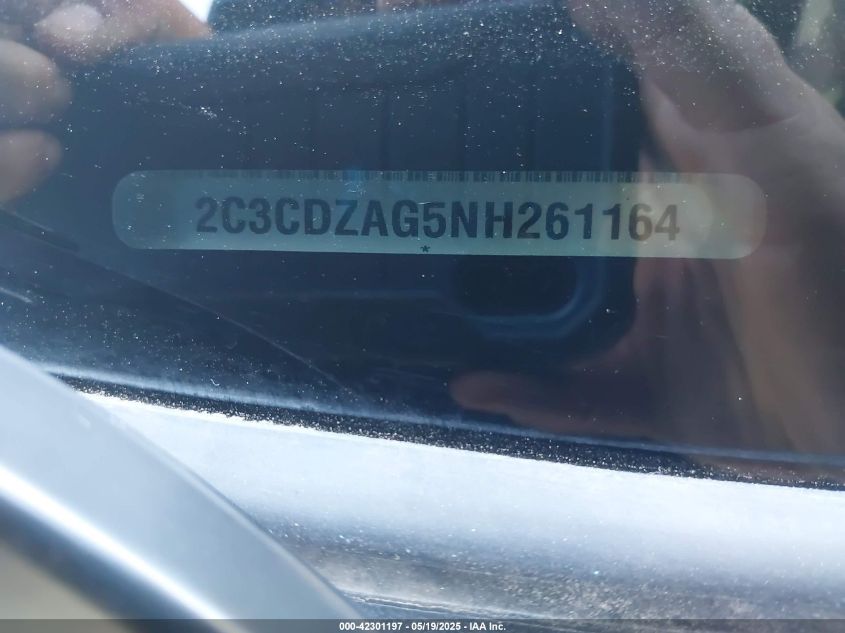 2C3CDZAG5NH261164
*
000-42301197 - 05/19/2025 - IAA Inc.